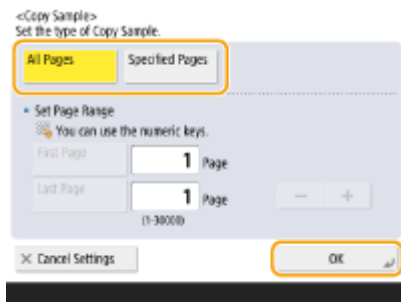 <Copy Sample>
Set the type of Copy Sample.
All Pages
Specified Pages
• Set Page Range
You can use the numeric keys.
First Page
1 Page
Last Page
1 Page
− +
(1-30000)
× Cancel Settings
OK